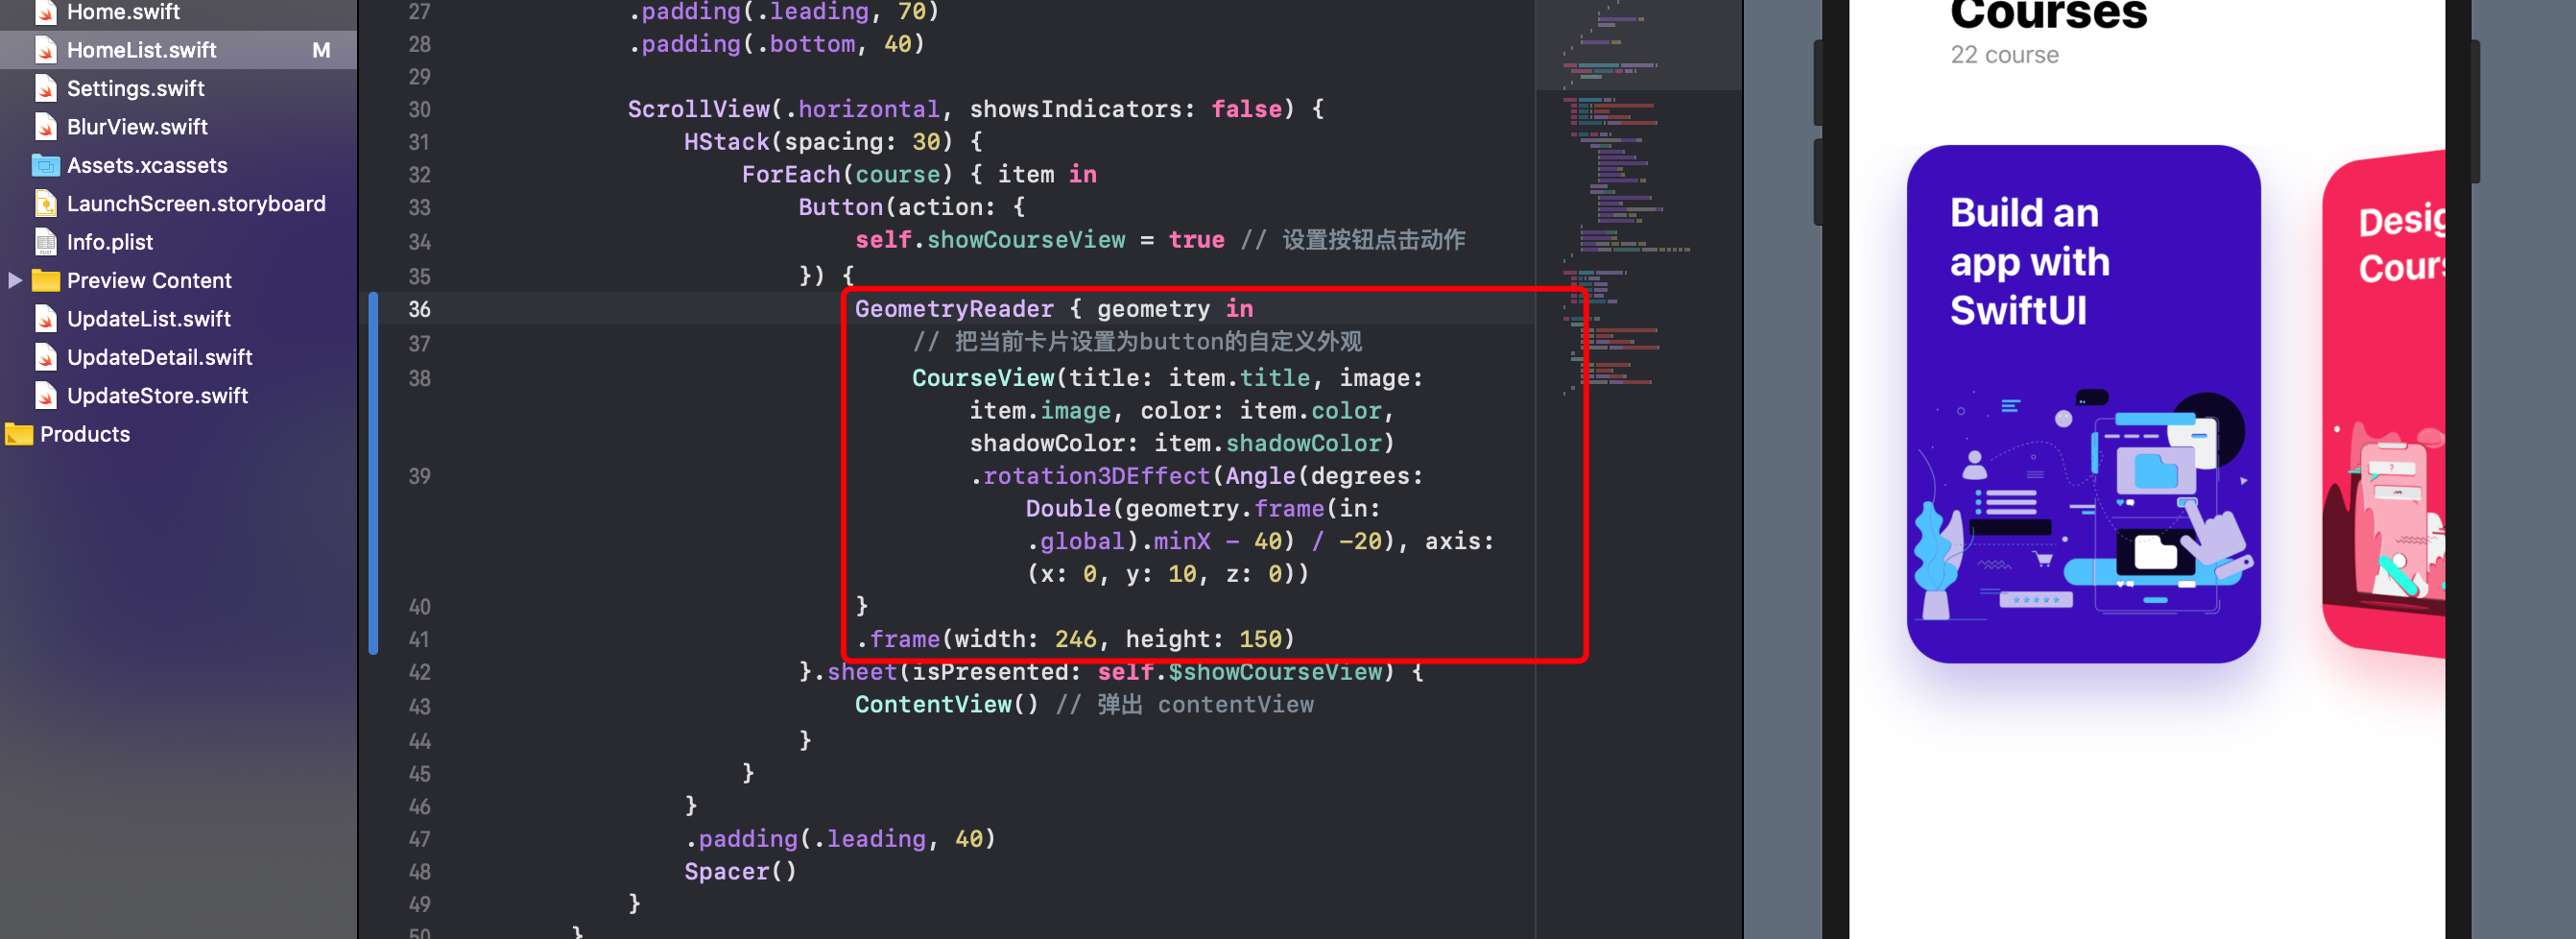 Home.swift
HomeList.swift M
Settings.swift
BlurView.swift
Assets.xcassets
LaunchScreen.storyboard
Info.plist
Preview Content
UpdateList.swift
UpdateDetail.swift
UpdateStore.swift
Products
27 .padding(.leading, 70)
28 .padding(.bottom, 40)
29
30 ScrollView(.horizontal, showsIndicators: false) {
31 HStack(spacing: 30) {
32 ForEach(course) { item in
33 Button(action: {
34 self.showCourseView = true // 设置按钮点击动作
35 }) {
36 GeometryReader { geometry in
37 // 把当前卡片设置为button的自定义外观
38 CourseView(title: item.title, image:
item.image, color: item.color,
shadowColor: item.shadowColor)
39 .rotation3DEffect(Angle(degrees:
Double(geometry.frame(in:
.global).minX - 40) / -20), axis:
(x: 0, y: 10, z: 0))
40 }
41 .frame(width: 246, height: 150)
42 }.sheet(isPresented: self.$showCourseView) {
43 ContentView() // 弹出 contentView
44 }
45 }
46 }
47 .padding(.leading, 40)
48 Spacer()
49 }
50 }
Courses
22 course
Build an
app with
SwiftUI
Desig
Cours